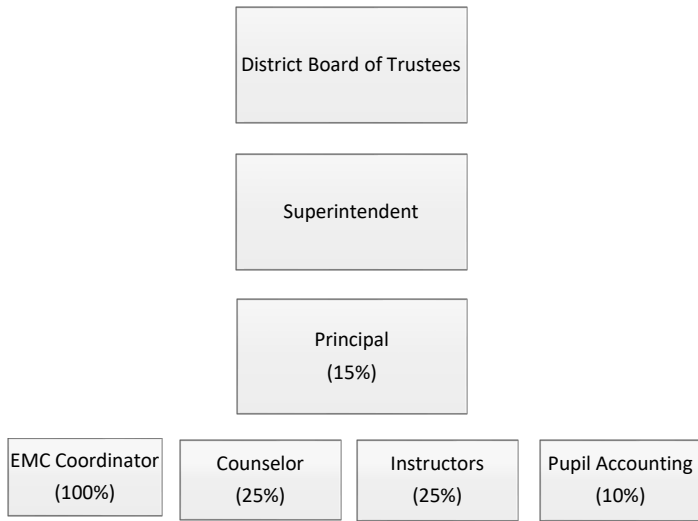 District Board of Trustees
Superintendent
Principal
(15%)
EMC Coordinator
(100%)
Counselor
(25%)
Instructors
(25%)
Pupil Accounting
(10%)